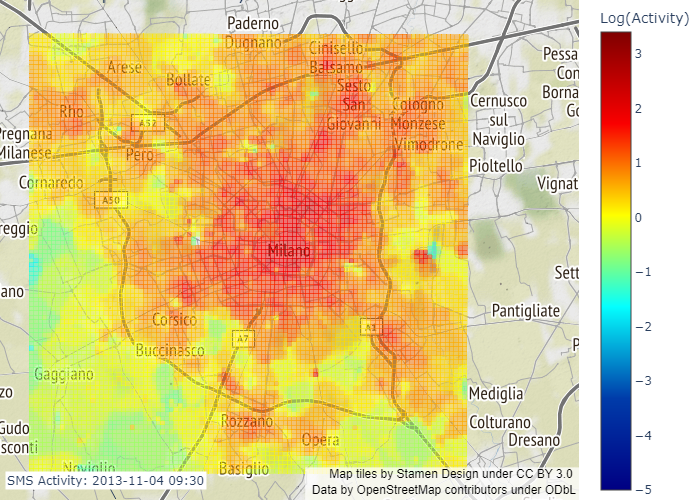 Log(Activity)
Paderno
Dugnano
Cinisello
Balsamo
Arese
Bollate
Sesto
San
Giovanni
Pessa
Con
Borna
Go
Rho
A52
Cologno
Monzese
Vimodrone
Cernusco
sul
Naviglio
Pregnana
Milanese
Pero
Pioltello
Cornaredo
A50
Vignat
reggio
Milano
Sett
ano
Pantigliate
Corsico
A7
Buccinasco
Gaggiano
zo
Mediglia
Rozzano
Colturano
Dresano
Gudo
sconti
Opera
Noviglio
Basiglio
SMS Activity: 2013-11-04 09:30
Map tiles by Stamen Design under CC BY 3.0
Data by OpenStreetMap contributors under ODbL
3
2
1
0
−1
−2
−3
−4
−5